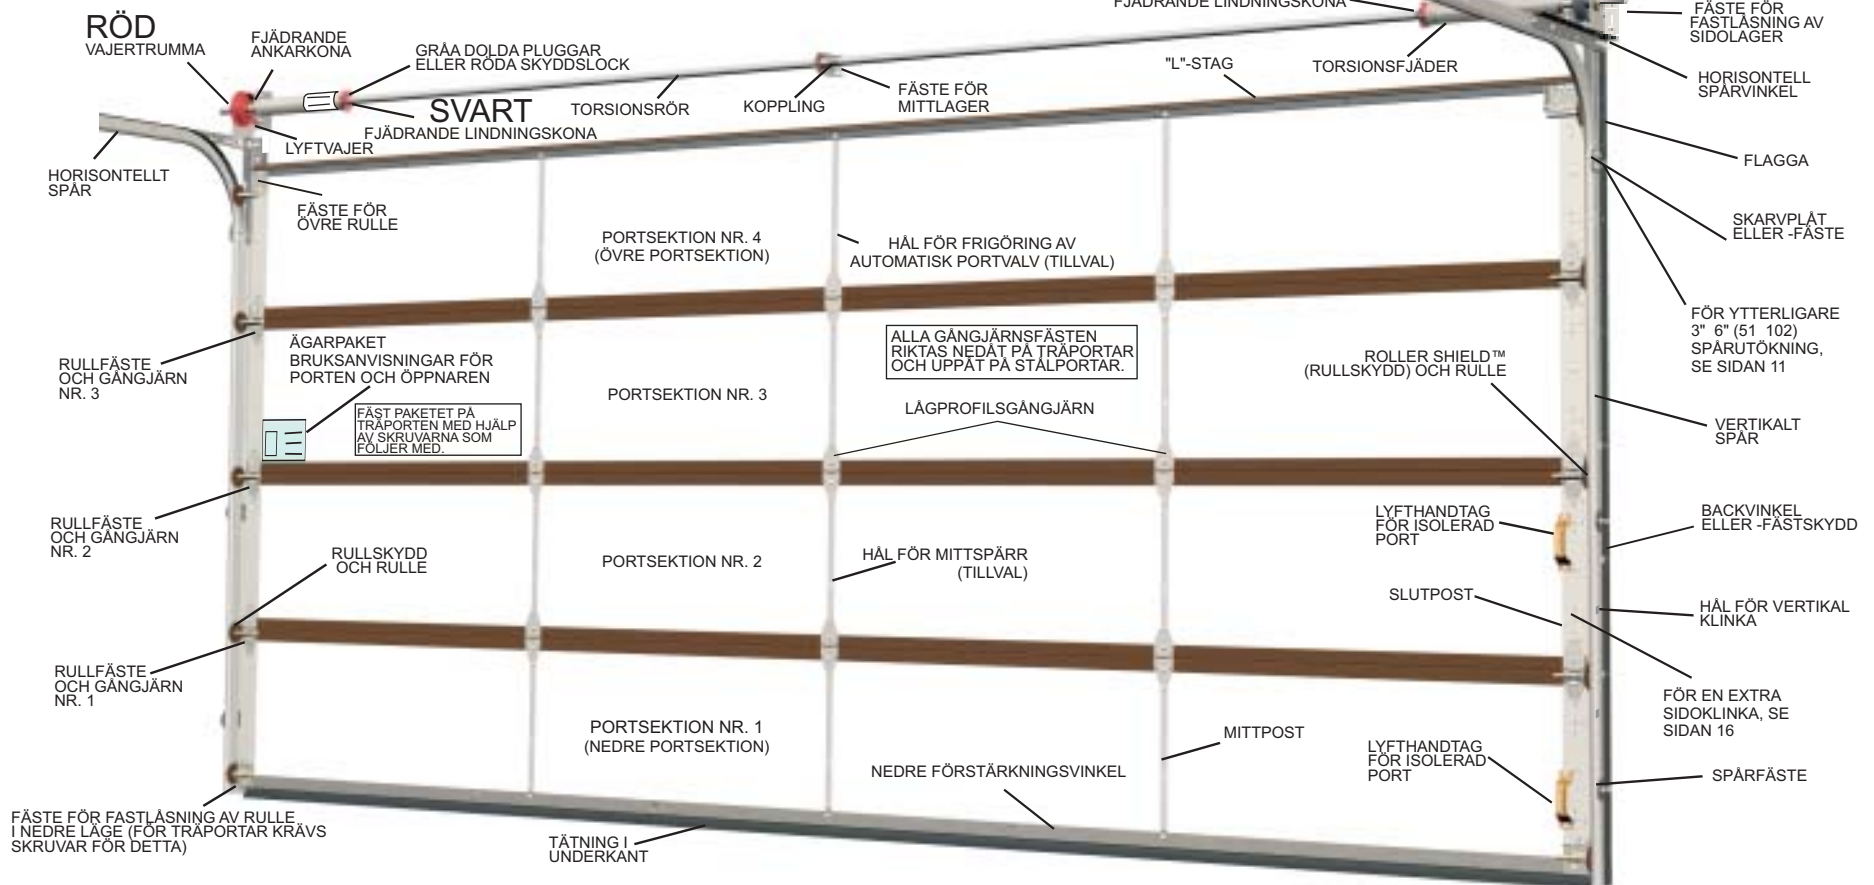 FJÄDRANDE LINDNINGSKONA
FÄSTE FÖR
FASTLÅSNING AV
SIDOLAGER
RÖD
VAJERTRUMMA
FJÄDRANDE
ANKARKONA
GRÅA DOLDA PLUGGAR
ELLER RÖDA SKYDDSLOCK
SVART
FJÄDRANDE LINDNINGSKONA
TORSIONSRÖR
KOPPLING
FÄSTE FÖR
MITTLAGER
"L"-STAG
TORSIONSFJÄDER
HORISONTELL
SPÅRVINKEL
LYFTVAJER
HORISONTELLT
SPÅR
FLAGGA
FÄSTE FÖR
ÖVRE RULLE
PORTSEKTION NR. 4
(ÖVRE PORTSEKTION)
HÅL FÖR FRIGÖRING AV
AUTOMATISK PORTVALV (TILLVAL)
SKARVPLÅT
ELLER -FÄSTE
FÖR YTTERLIGARE
3" 6" (51 102)
SPÅRUTÖKNING,
SE SIDAN 11
RULLFÄSTE
OCH GÅNGJÄRN
NR. 3
ÄGARPAKET
BRUKSANVISNINGAR FÖR
PORTEN OCH ÖPPNAREN
ALLA GÅNGJÄRNSFÄSTEN
RIKTAS NEDÅT PÅ TRÄPORTAR
OCH UPPÅT PÅ STÅLPORTAR.
ROLLER SHIELD™
(RULLSKYDD) OCH RULLE
PORTSEKTION NR. 3
FÄST PAKETET PÅ
TRÄPORTEN MED HJÄLP
AV SKRUVARNA SOM
FÖLJER MED.
LÅGPROFILSGÅNGJÄRN
VERTIKALT
SPÅR
RULLFÄSTE
OCH GÅNGJÄRN
NR. 2
LYFTHANDTAG
FÖR ISOLERAD
PORT
BACKVINKEL
ELLER -FÄSTSKYDD
RULLSKYDD
OCH RULLE
PORTSEKTION NR. 2
HÅL FÖR MITTSPÄRR
(TILLVAL)
SLUTPOST
HÅL FÖR VERTIKAL
KLINKA
RULLFÄSTE
OCH GÅNGJÄRN
NR. 1
FÖR EN EXTRA
SIDOKLINKA, SE
SIDAN 16
PORTSEKTION NR. 1
(NEDRE PORTSEKTION)
MITTPOST
NEDRE FÖRSTÄRKNINGSVINKEL
LYFTHANDTAG
FÖR ISOLERAD
PORT
SPÅRFÄSTE
FÄSTE FÖR FASTLÅSNING AV RULLE
I NEDRE LÄGE (FÖR TRÄPORTAR KRÄVS
SKRUVAR FÖR DETTA)
TÄTNING I
UNDERKANT